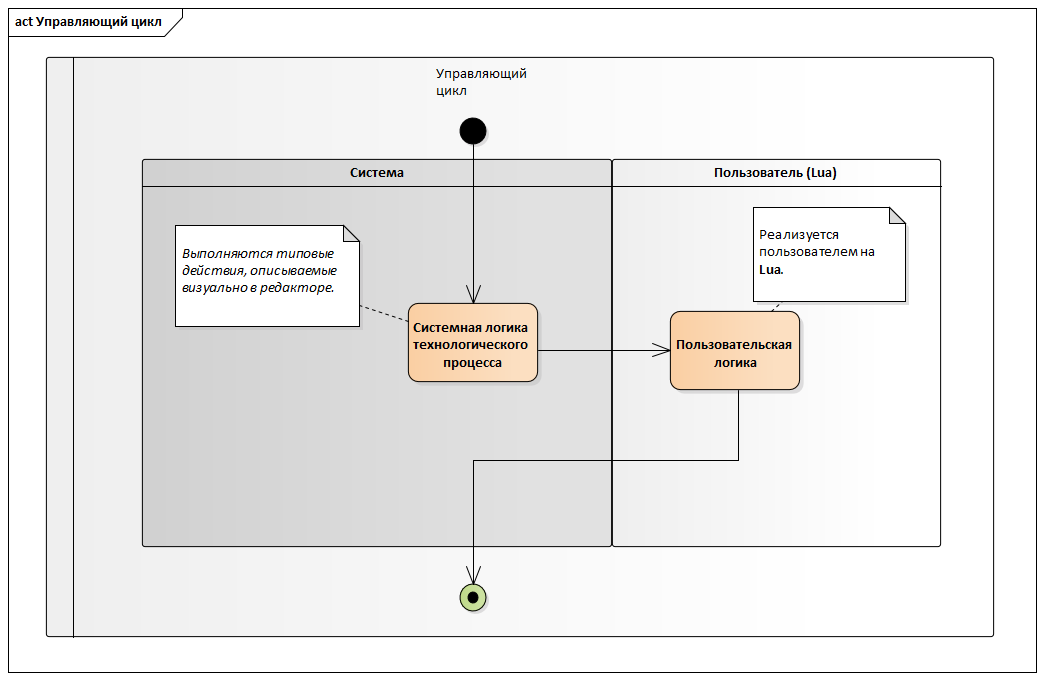 act Управляющий цикл
Управляющий
цикл
Система
Пользователь (Lua)
Выполняются типовые
действия, описываемые
визуально в редакторе.
Реализуется
пользователем на
Lua.
Системная логика
технологического
процесса
Пользовательская
логика